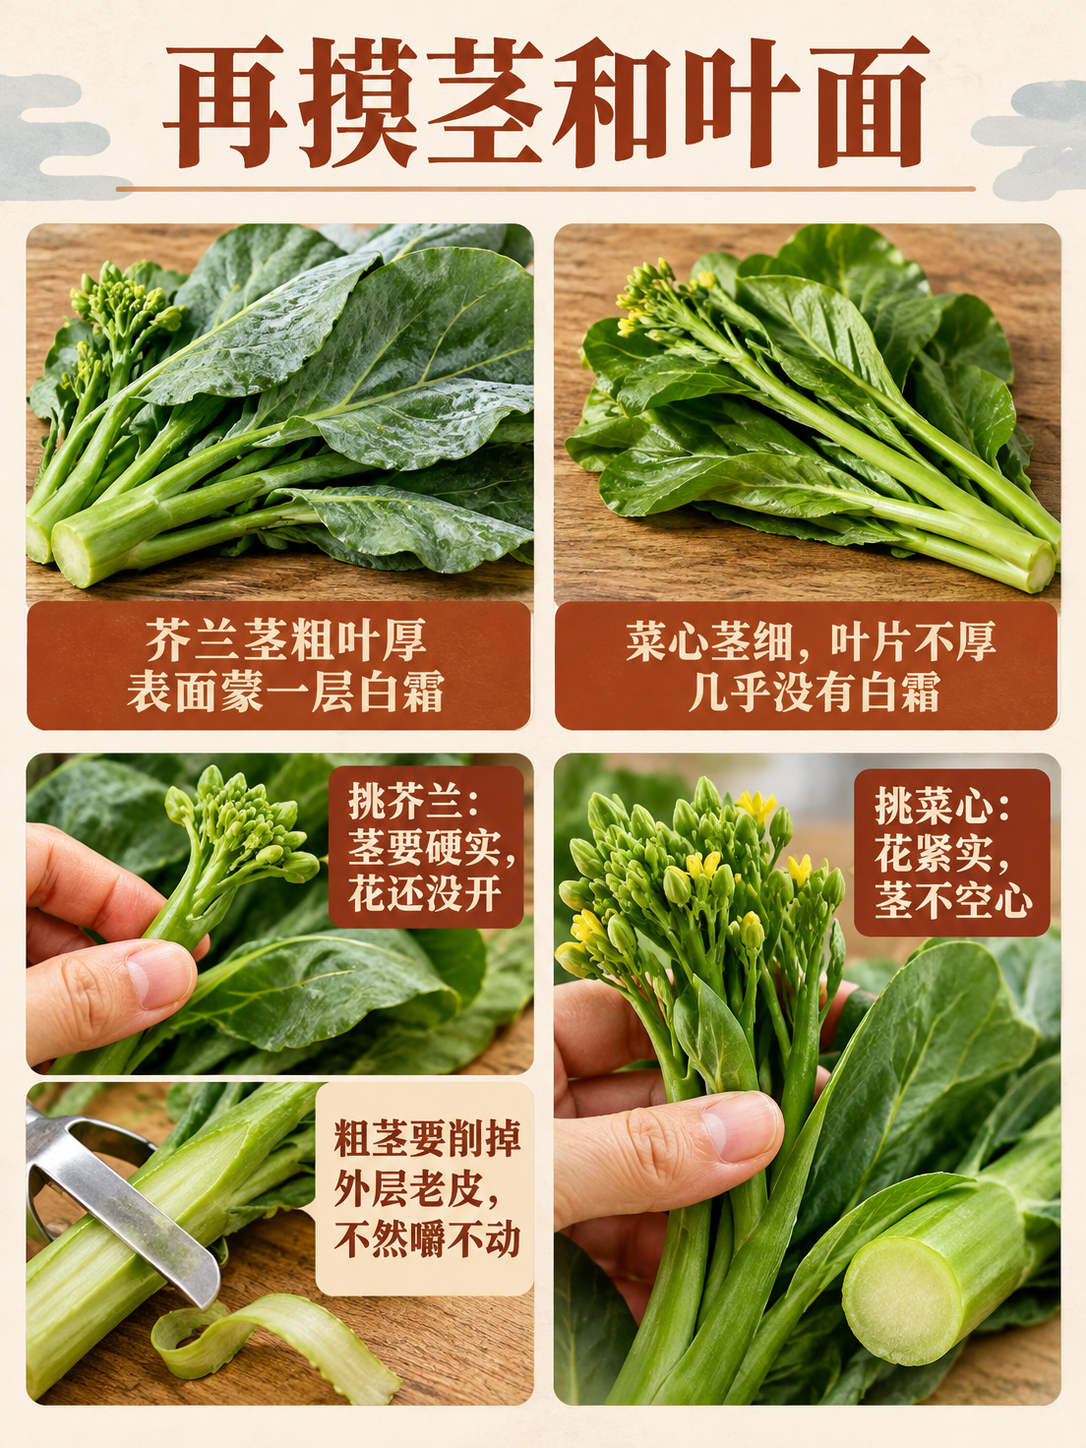 再摸茎和叶面
芥兰茎粗叶厚
表面蒙一层白霜
菜心茎细，叶片不厚
几乎没有白霜
挑芥兰：
茎要硬实，
花还没开
挑菜心：
花紧实，
茎不空心
粗茎要削掉
外层老皮，
不然嚼不动